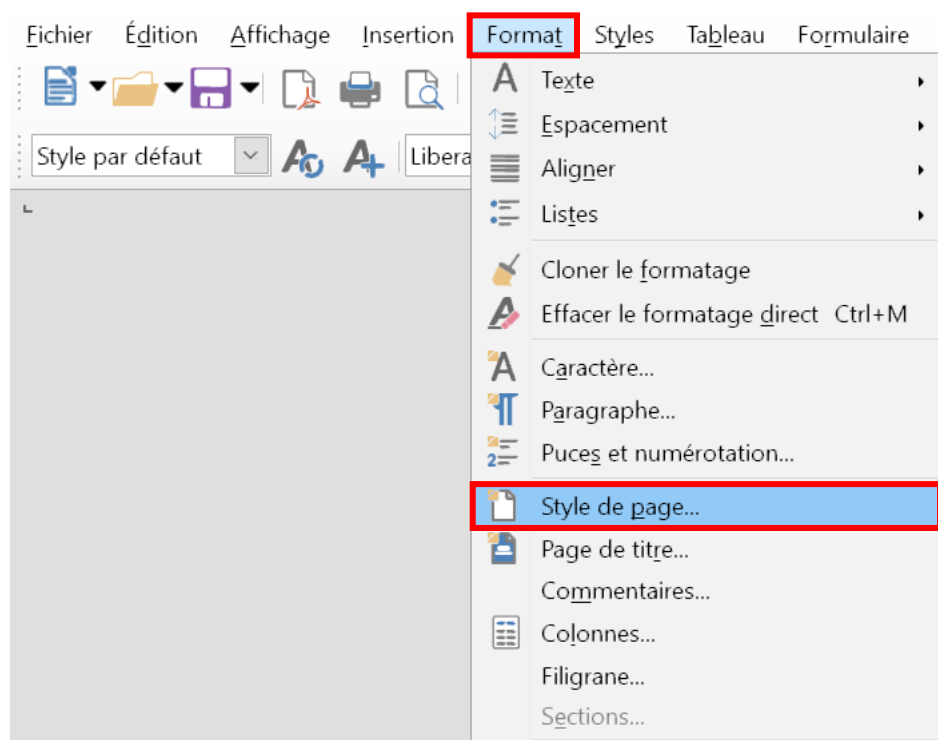 Fichier Édition Affichage Insertion Format Styles Tableau Formulaire
Style par défaut Libera
Texte
Espacement
Aligner
Listes
Cloner le formatage
Effacer le formatage direct Ctrl+M
Caractère...
Paragraphe...
Puces et numérotation...
Style de page...
Page de titre...
Commentaires...
Colonnes...
Filigrane...
Sections...